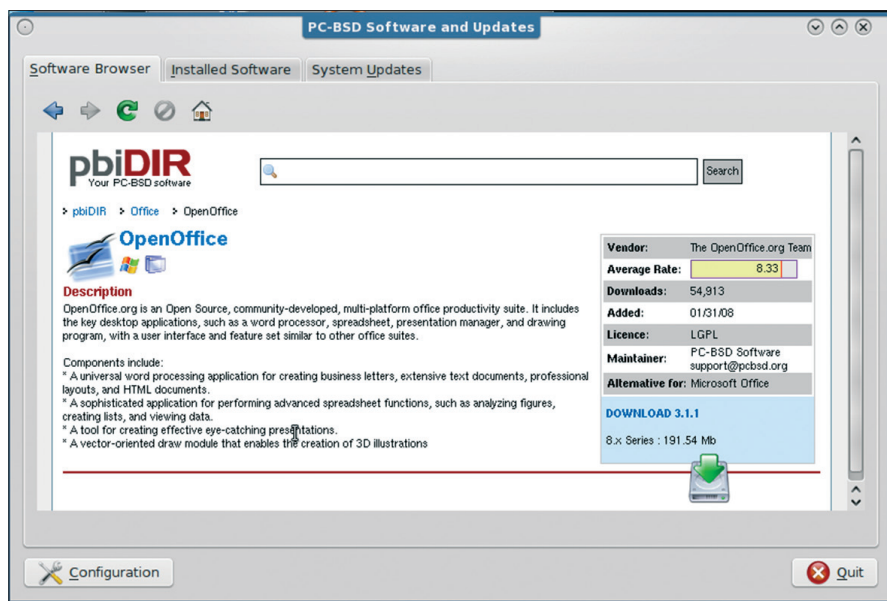 PC-BSD Software and Updates
Software Browser
Installed Software
System Updates
pbiDIR
Your PC-BSD software
Search
pbiDIR > Office > OpenOffice
OpenOffice
Description
OpenOffice.org is an Open Source, community-developed, multi-platform office productivity suite. It includes
the key desktop applications, such as a word processor, spreadsheet, presentation manager, and drawing
program, with a user interface and feature set similar to other office suites.
Components include:
* A universal word processing application for creating business letters, extensive text documents, professional
layouts, and HTML documents.
* A sophisticated application for performing advanced spreadsheet functions, such as analyzing figures,
creating lists, and viewing data.
* A tool for creating effective eye-catching presentations.
* A vector-oriented draw module that enables the creation of 3D illustrations
Vendor: The OpenOffice.org Team
Average Rate: 8.33
Downloads: 54,913
Added: 01/31/08
Licence: LGPL
Maintainer: PC-BSD Software
support@pcbsd.org
Alternative for: Microsoft Office
DOWNLOAD 3.1.1
8.x Series : 191.54 Mb
Configuration
Quit